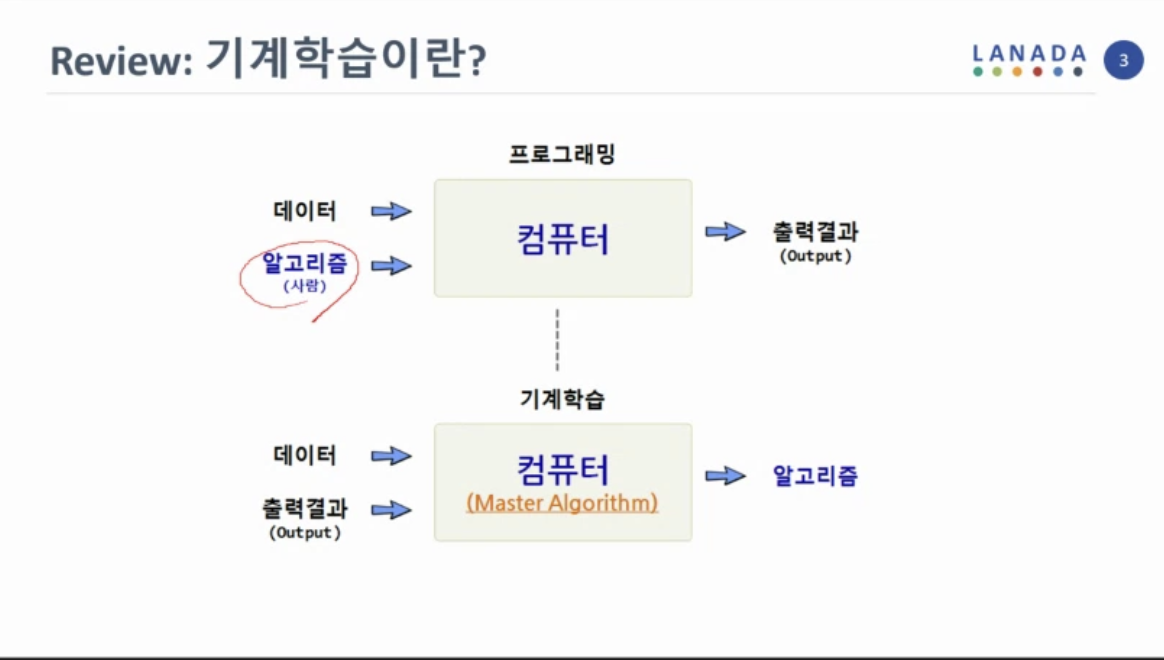 Review: 기계학습이란?
LANADA
3
프로그래밍
데이터
알고리즘
(사람)
컴퓨터
출력결과
(Output)
기계학습
데이터
출력결과
(Output)
컴퓨터
(Master Algorithm)
알고리즘